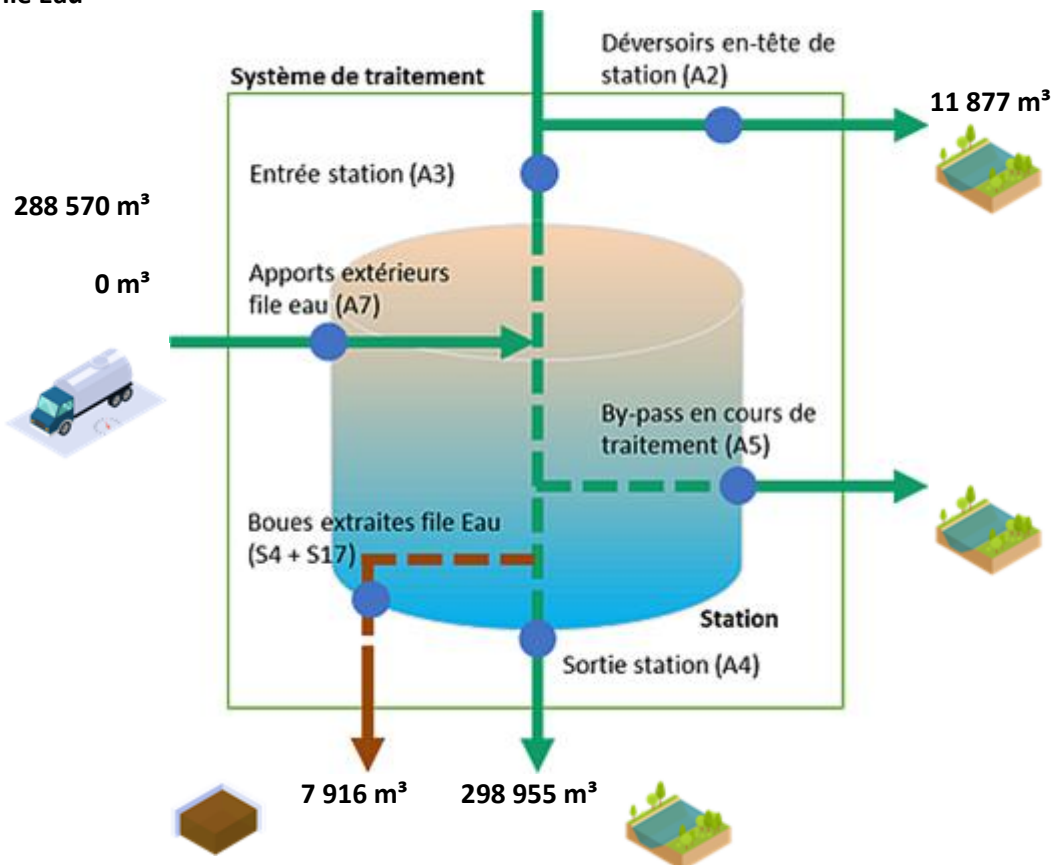 Déversoirs en-tête de
station (A2)
Système de traitement
11 877 m³
Entrée station (A3)
288 570 m³
Apports extérieurs
file eau (A7)
0 m³
By-pass en cours de
traitement (A5)
Boues extraites file Eau
(S4 + S17)
Station
Sortie station (A4)
7 916 m³
298 955 m³